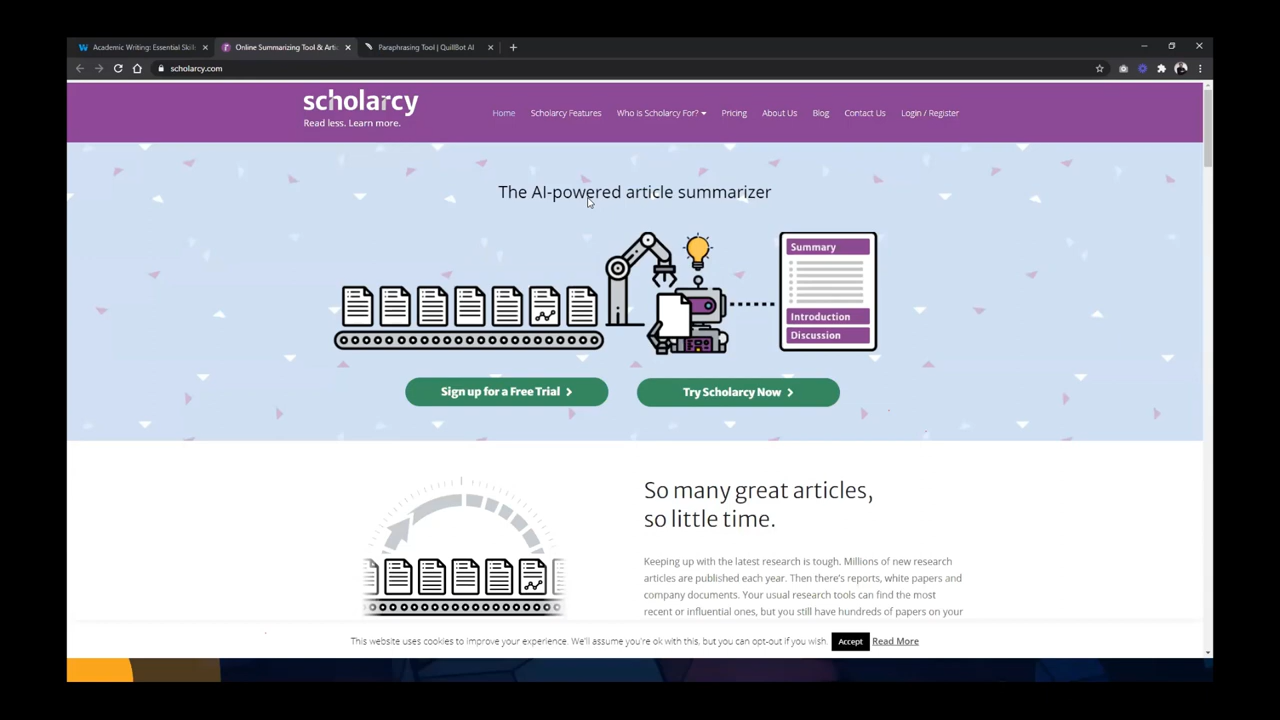 Academic Writing: Essential Skills
Online Summarizing Tool & Arti
Paraphrasing Tool | QuillBot AI
scholarcy.com
scholarcy
Read less. Learn more.
Home
Scholarcy Features
Who is Scholarcy For?
Pricing
About Us
Blog
Contact Us
Login / Register
The AI-powered article summarizer
Summary
Introduction
Discussion
Sign up for a Free Trial
Try Scholarcy Now
So many great articles,
so little time.
Keeping up with the latest research is tough. Millions of new research
articles are published each year. Then there's reports, white papers and
company documents. Your usual research tools can find the most
recent or influential ones, but you still have hundreds of papers on your
This website uses cookies to improve your experience. We'll assume you're ok with this, but you can opt-out if you wish.
Accept
Read More